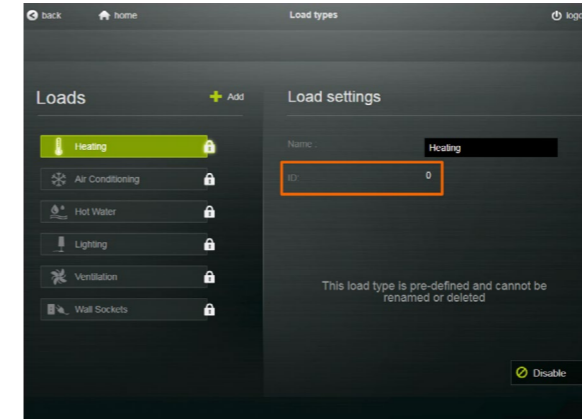 back home Load types logo
Loads Add Load settings
Heating Name : Heating
ID: 0
Air Conditioning
Hot Water
Lighting
Ventilation
This load type is pre-defined and cannot be
renamed or deleted
Wall Sockets
Disable